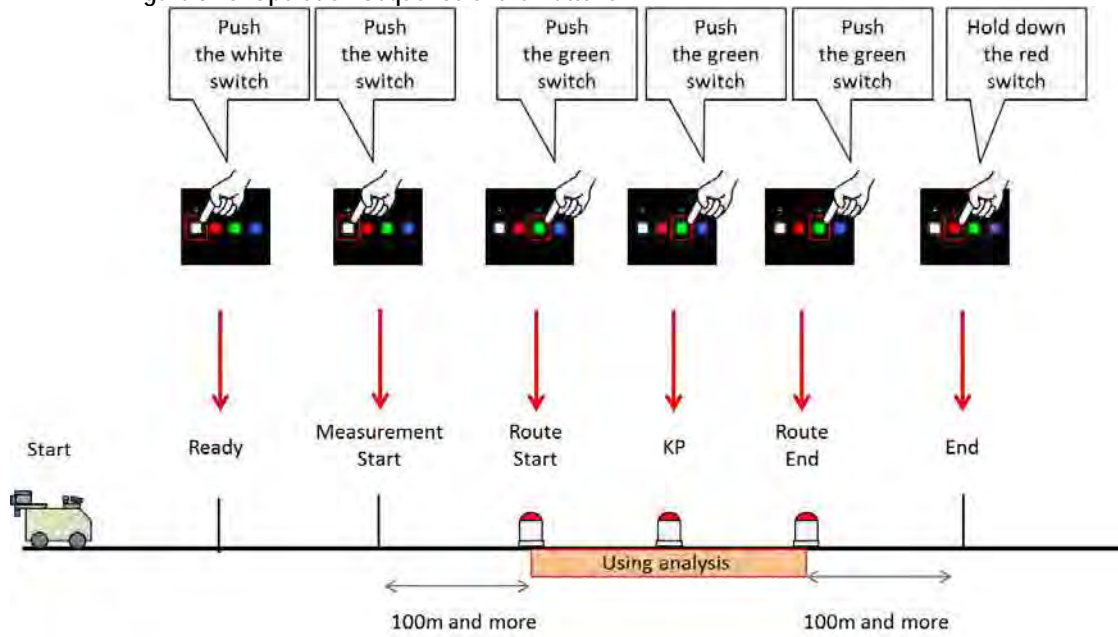 Push
the white
switch
Push
the white
switch
Push
the green
switch
Push
the green
switch
Push
the green
switch
Hold down
the red
switch
Start
Ready
Measurement
Start
Route
Start
KP
Route
End
End
Using analysis
100m and more
100m and more